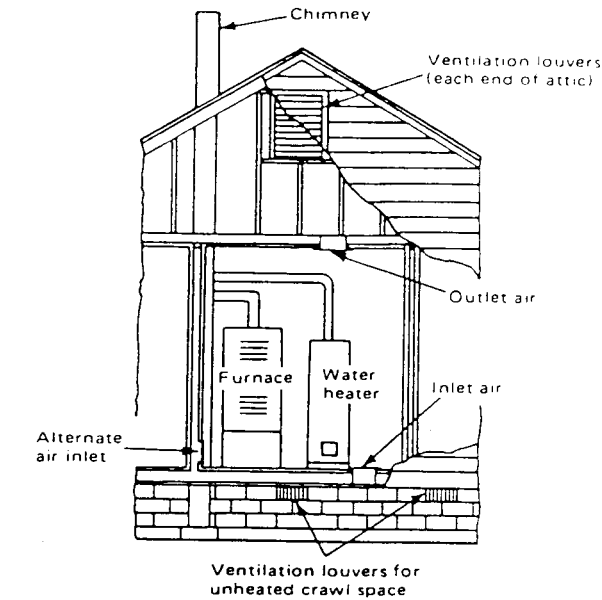 Chimney
Ventilation louvers
(each end of attic)
Outlet air
Furnace
Water
heater
Inlet air
Alternate
air inlet
Ventilation louvers for
unheated crawl space